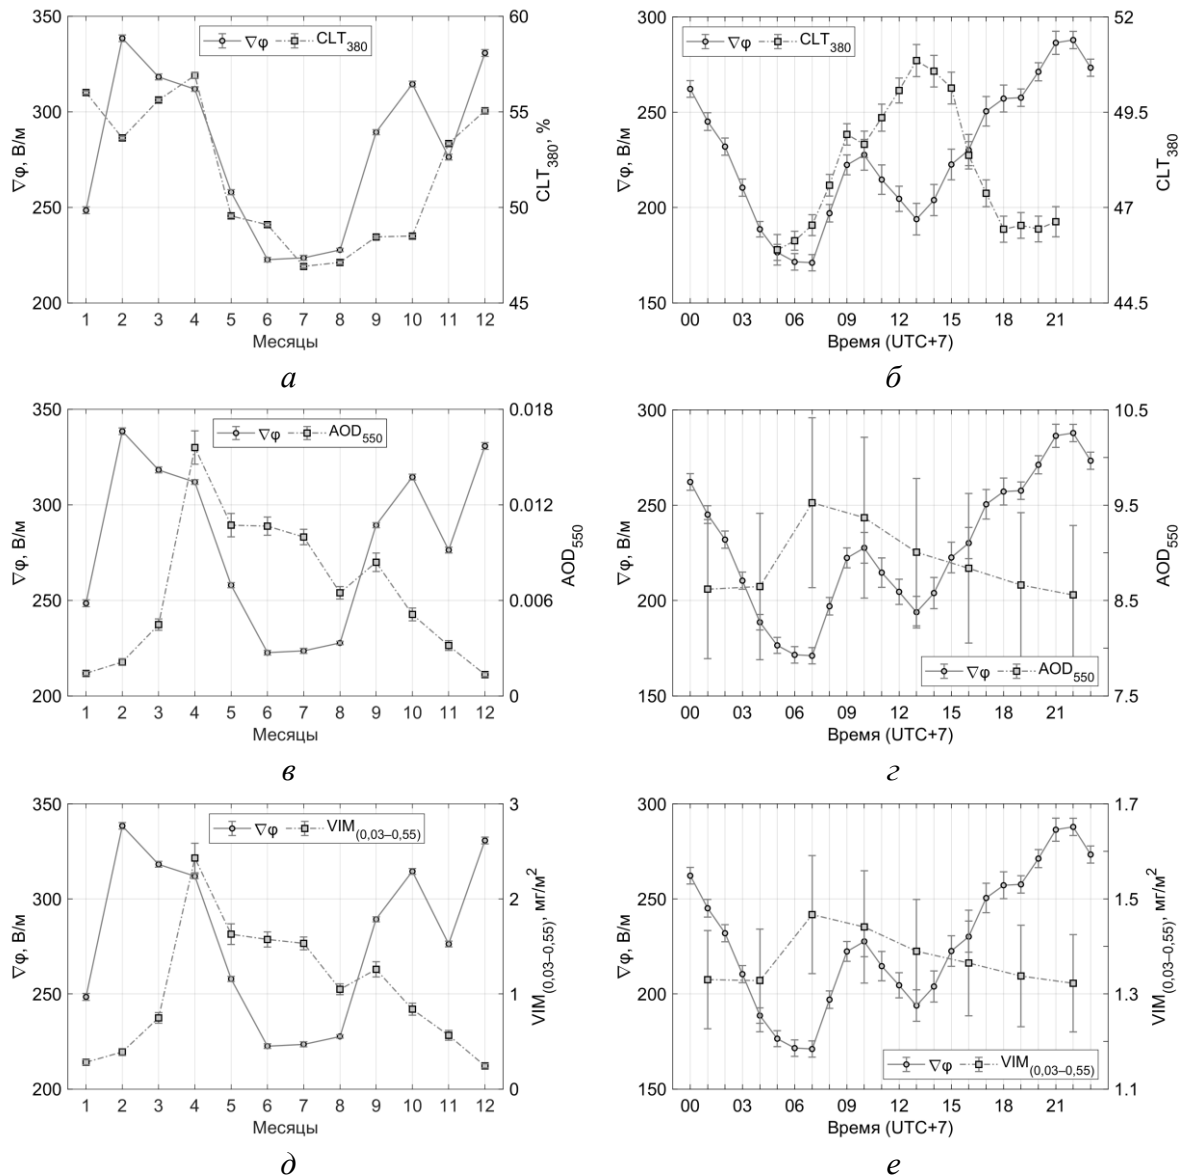 350
300
250
200
∇φ, В/м
∇φ CLT380
60
55
50
45
CLT380, %
1 2 3 4 5 6 7 8 9 10 11 12
Месяцы
а
300
250
200
150
∇φ, В/м
∇φ CLT380
52
49.5
47
44.5
CLT380
00 03 06 09 12 15 18 21
Время (UTC+7)
б
350
300
250
200
∇φ, В/м
∇φ AOD550
0.018
0.012
0.006
0
AOD550
1 2 3 4 5 6 7 8 9 10 11 12
Месяцы
в
300
250
200
150
∇φ, В/м
∇φ AOD550
10.5
9.5
8.5
7.5
AOD550
00 03 06 09 12 15 18 21
Время (UTC+7)
г
350
300
250
200
∇φ, В/м
∇φ VIM(0,03–0,55)
3
2
1
0
VIM(0,03–0,55), мг/м²
1 2 3 4 5 6 7 8 9 10 11 12
Месяцы
д
300
250
200
150
∇φ, В/м
∇φ VIM(0,03–0,55)
1.7
1.5
1.3
1.1
VIM(0,03–0,55), мг/м²
00 03 06 09 12 15 18 21
Время (UTC+7)
е